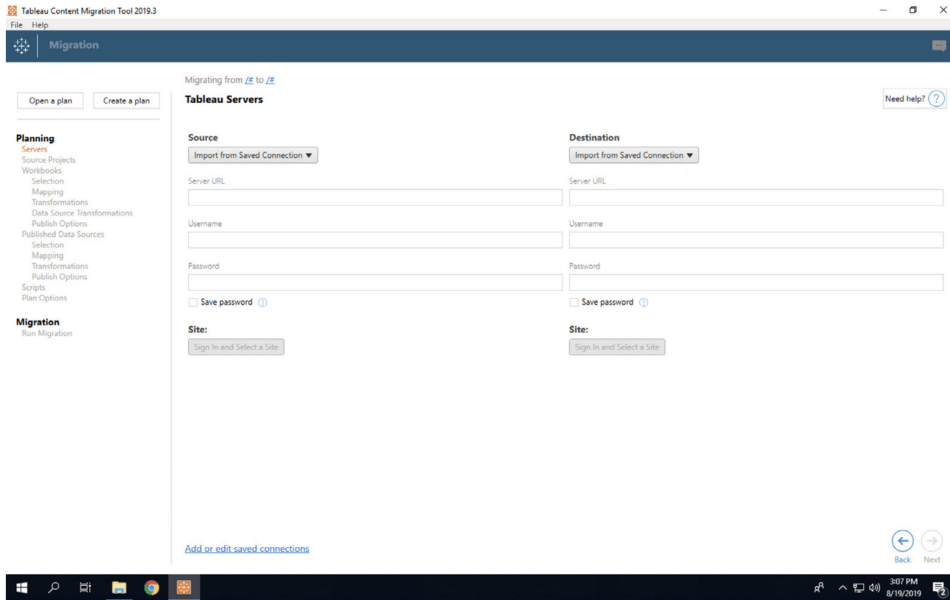 Tableau Content Migration Tool 2019.3
File Help
Migration
Open a plan Create a plan
Planning
Servers
Source Projects
Workbooks
Selection
Mapping
Transformations
Data Source Transformations
Publish Options
Published Data Sources
Selection
Mapping
Transformations
Publish Options
Scripts
Plan Options
Migration
Run Migration
Migrating from /# to /#
Tableau Servers
Need help? ?
Source
Import from Saved Connection ▼
Server URL
Username
Password
Save password
Site:
Sign In and Select a Site
Destination
Import from Saved Connection ▼
Server URL
Username
Password
Save password
Site:
Sign In and Select a Site
Add or edit saved connections
Back Next
3:07 PM
8/19/2019